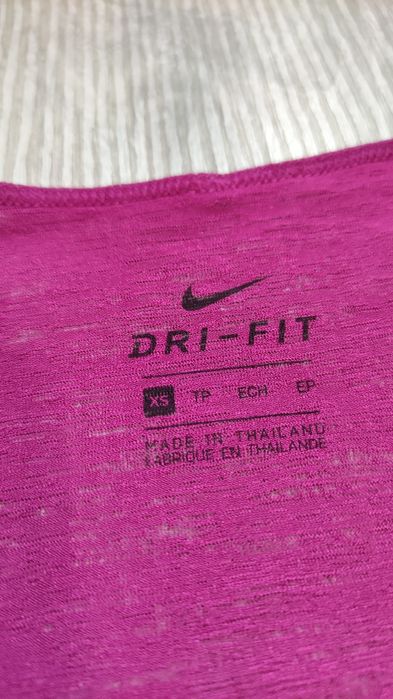 DRI-FIT
XS TP ECH EP
MADE IN THAILAND
FABRIQUE EN THAILANDE